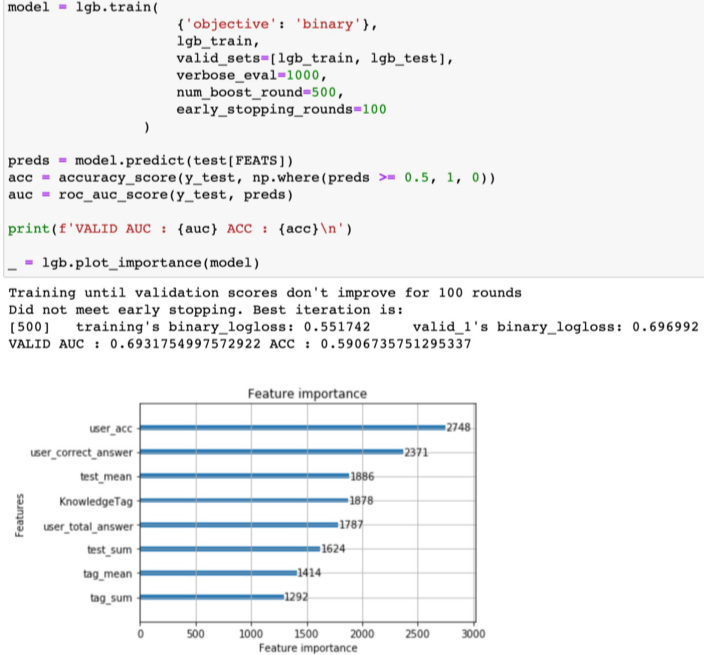 model = lgb.train(
{'objective': 'binary'},
lgb_train,
valid_sets=[lgb_train, lgb_test],
verbose_eval=1000,
num_boost_round=500,
early_stopping_rounds=100
)
preds = model.predict(test[FEATS])
acc = accuracy_score(y_test, np.where(preds >= 0.5, 1, 0))
auc = roc_auc_score(y_test, preds)
print(f'VALID AUC : {auc} ACC : {acc}\n')
_ = lgb.plot_importance(model)
Training until validation scores don't improve for 100 rounds
Did not meet early stopping. Best iteration is:
[500] training's binary_logloss: 0.551742 valid_1's binary_logloss: 0.696992
VALID AUC : 0.6931754997572922 ACC : 0.5906735751295337
Feature importance
user_acc 2748
user_correct_answer 2371
test_mean 1886
KnowledgeTag 1878
user_total_answer 1787
test_sum 1624
tag_mean 1414
tag_sum 1292
Features
0 500 1000 1500 2000 2500 3000
Feature importance